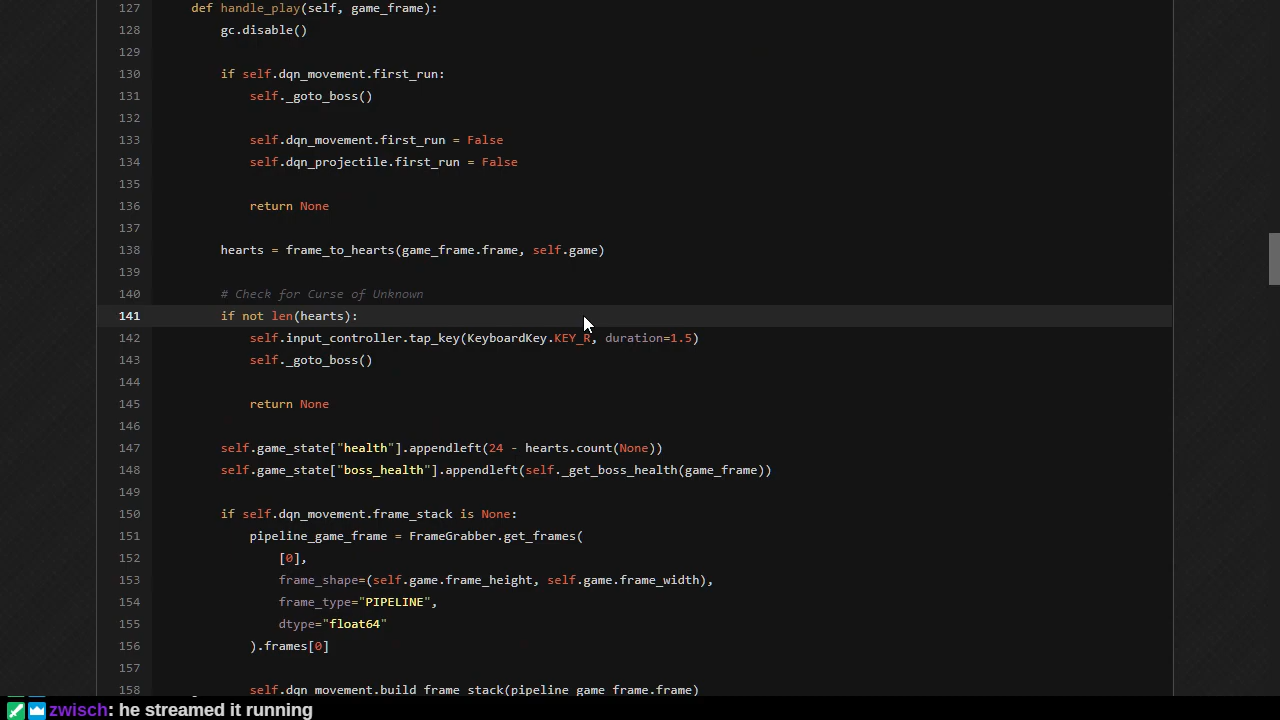 127 def handle_play(self, game_frame):
128 gc.disable()
129
130 if self.dqn_movement.first_run:
131 self._goto_boss()
132
133 self.dqn_movement.first_run = False
134 self.dqn_projectile.first_run = False
135
136 return None
137
138 hearts = frame_to_hearts(game_frame.frame, self.game)
139
140 # Check for Curse of Unknown
141 if not len(hearts):
142 self.input_controller.tap_key(KeyboardKey.KEY_R, duration=1.5)
143 self._goto_boss()
144
145 return None
146
147 self.game_state["health"].appendleft(24 - hearts.count(None))
148 self.game_state["boss_health"].appendleft(self._get_boss_health(game_frame))
149
150 if self.dqn_movement.frame_stack is None:
151 pipeline_game_frame = FrameGrabber.get_frames(
152 [0],
153 frame_shape=(self.game.frame_height, self.game.frame_width),
154 frame_type="PIPELINE",
155 dtype="float64"
156 ).frames[0]
157
158 self.dqn_movement.build_frame_stack(pipeline_game_frame.frame)
zwisch: he streamed it running